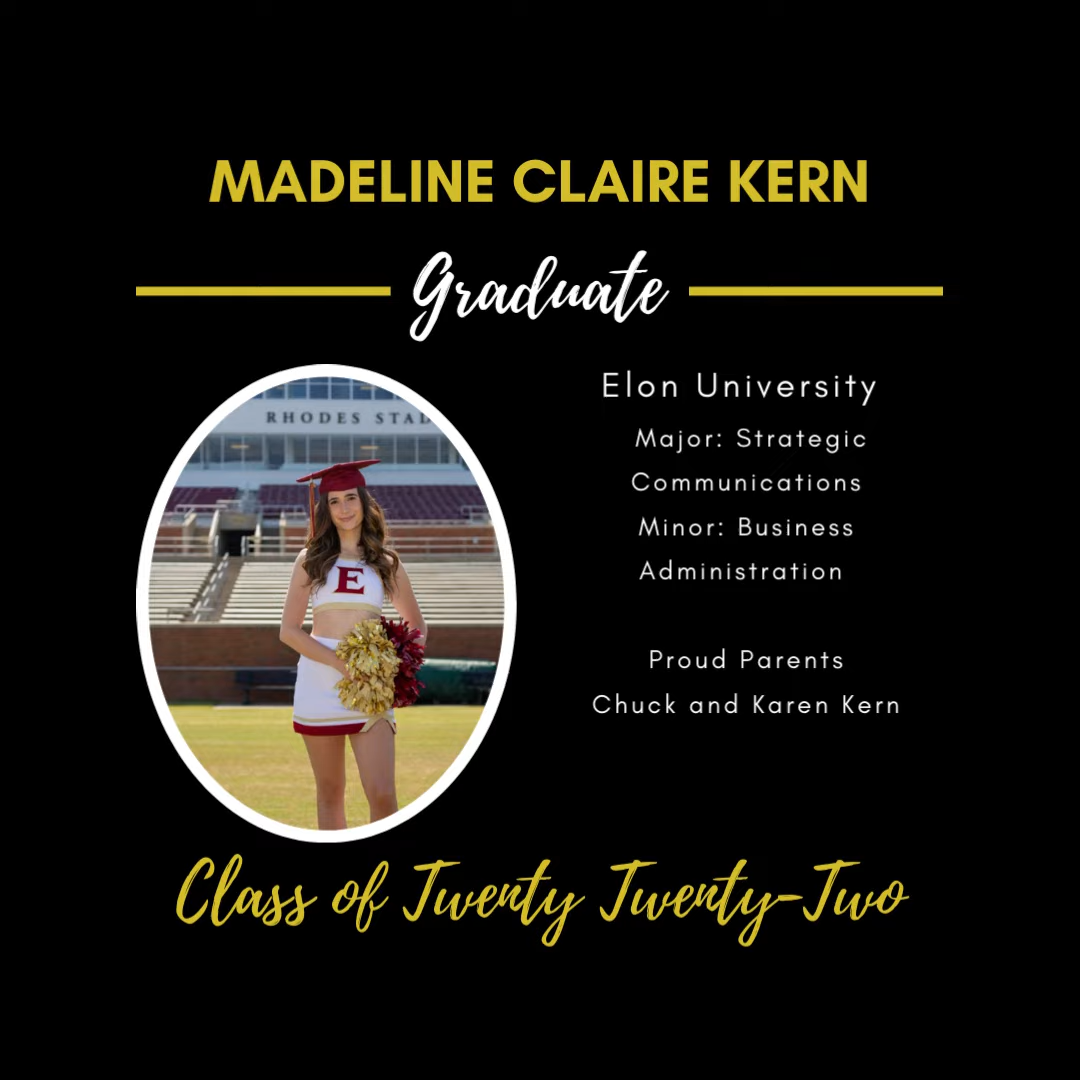 MADELINE CLAIRE KERN
Graduate
RHODES STAD
E
Elon University
Major: Strategic
Communications
Minor: Business
Administration
Proud Parents
Chuck and Karen Kern
Class of Twenty Twenty-Two